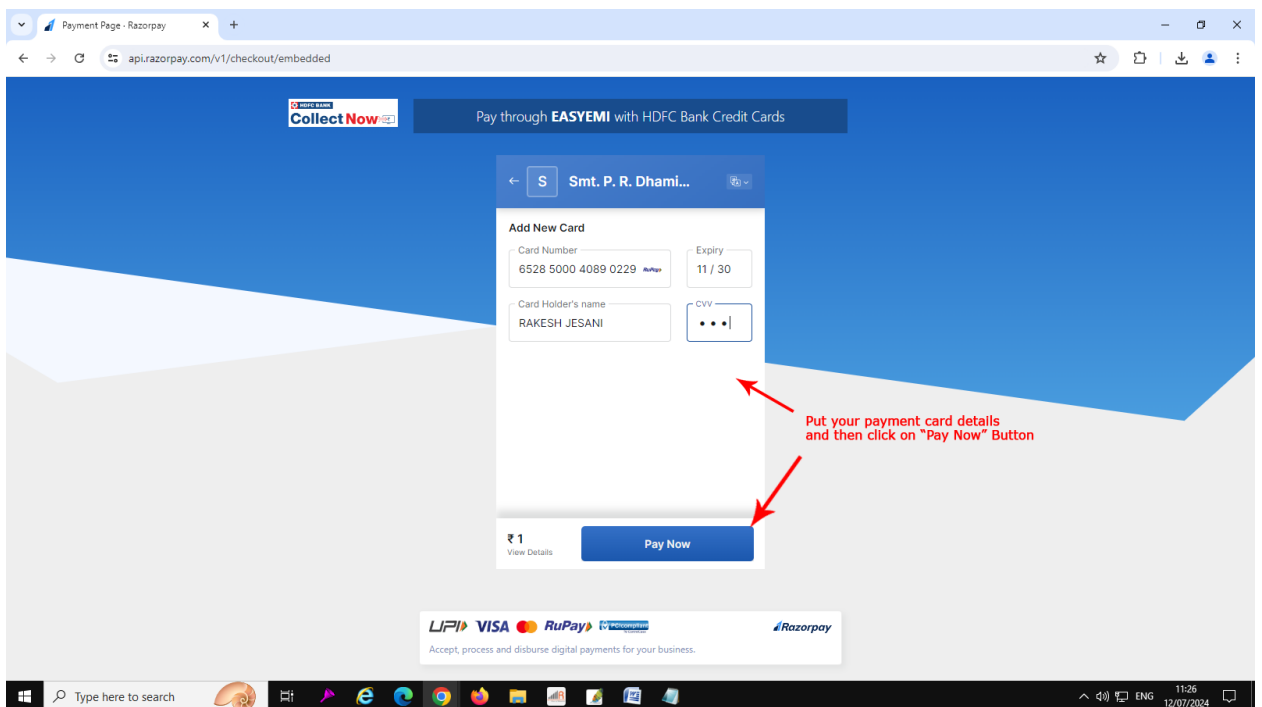 Payment Page - Razorpay
api.razorpay.com/v1/checkout/embedded
HDFC BANK
Collect Now
Pay through EASYEMI with HDFC Bank Credit Cards
S Smt. P. R. Dhami...
Add New Card
Card Number Expiry
6528 5000 4089 0229 RuPay 11 / 30
Card Holder's name CVV
RAKESH JESANI •••
Put your payment card details
and then click on "Pay Now" Button
₹ 1
View Details
Pay Now
UPI VISA RuPay PCI compliant Razorpay
Accept, process and disburse digital payments for your business.
Type here to search
ENG
11:26
12/07/2024